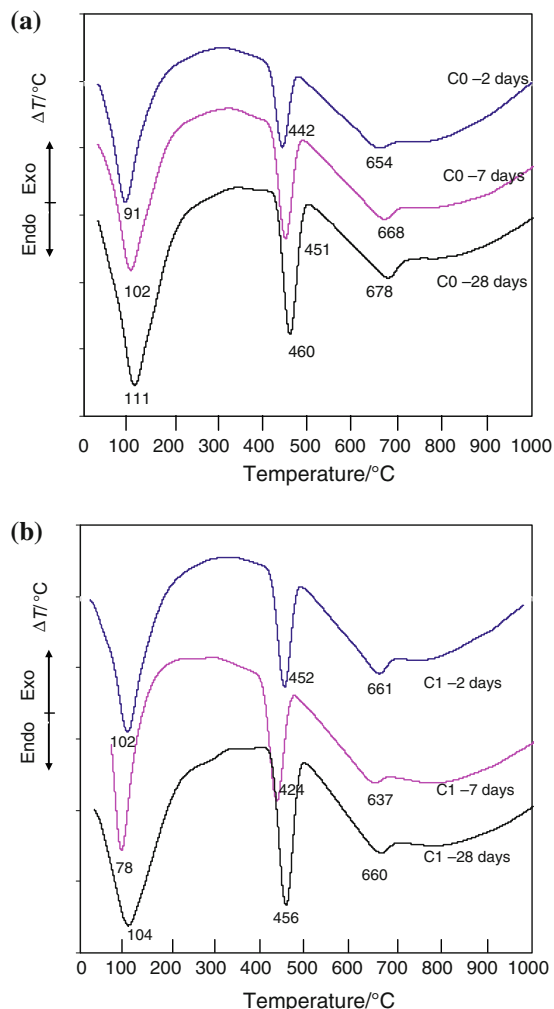 (a)
ΔT/°C
Exo
Endo
C0 –2 days
442
654
91
C0 –7 days
668
451
102
678
C0 –28 days
460
111
0 100 200 300 400 500 600 700 800 900 1000
Temperature/°C
(b)
ΔT/°C
Exo
Endo
452
661
C1 –2 days
102
424
637
C1 –7 days
78
660
C1 –28 days
456
104
0 100 200 300 400 500 600 700 800 900 1000
Temperature/°C